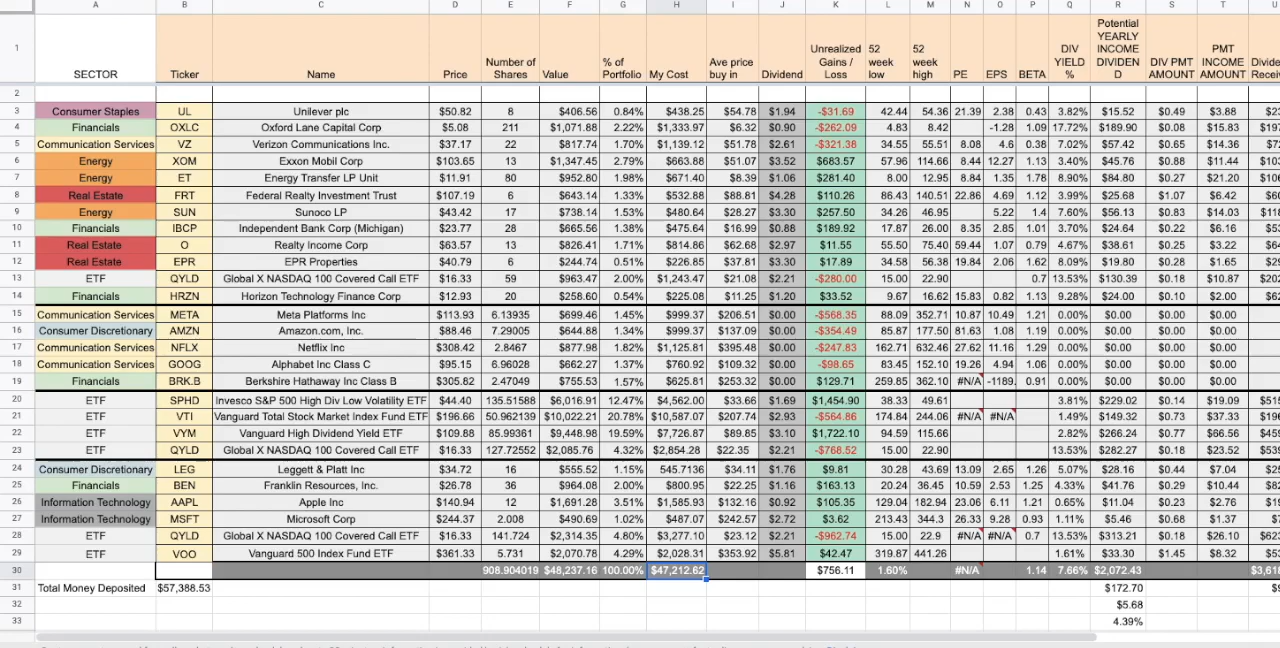 A B C D E F G H I J K L M N O P Q R S T U
1 SECTOR Ticker Name Price Number of Shares Value % of Portfolio My Cost Ave price buy in Dividend Unrealized Gains / Loss 52 week low 52 week high PE EPS BETA DIV YIELD % Potential YEARLY INCOME DIVIDEN D DIV PMT AMOUNT PMT INCOME AMOUNT
2
3 Consumer Staples UL Unilever plc $50.82 8 $406.56 0.84% $438.25 $54.78 $1.94 -$31.69 42.44 54.36 21.39 2.38 0.43 3.82% $15.52 $0.49 $3.88
4 Financials OXLC Oxford Lane Capital Corp $5.08 211 $1,071.88 2.22% $1,333.97 $6.32 $0.90 -$262.09 4.83 8.42 -1.28 1.09 17.72% $189.90 $0.08 $15.83
5 Communication Services VZ Verizon Communications Inc. $37.17 22 $817.74 1.70% $1,139.12 $51.78 $2.61 -$321.38 34.55 55.51 8.08 4.6 0.38 7.02% $57.42 $0.65 $14.36
6 Energy XOM Exxon Mobil Corp $103.65 13 $1,347.45 2.79% $663.88 $51.07 $3.52 $683.57 57.96 114.66 8.44 12.27 1.13 3.40% $45.76 $0.88 $11.44
7 Energy ET Energy Transfer LP Unit $11.91 80 $952.80 1.98% $671.40 $8.39 $1.06 $281.40 8.00 12.95 8.84 1.35 1.78 8.90% $84.80 $0.27 $21.20
8 Real Estate FRT Federal Realty Investment Trust $107.19 6 $643.14 1.33% $532.88 $88.81 $4.28 $110.26 86.43 140.51 22.86 4.69 1.12 3.99% $25.68 $1.07 $6.42
9 Energy SUN Sunoco LP $43.42 17 $738.14 1.53% $480.64 $28.27 $3.30 $257.50 34.26 46.95 5.22 1.4 7.60% $56.13 $0.83 $14.03
10 Financials IBCP Independent Bank Corp (Michigan) $23.77 28 $665.56 1.38% $475.64 $16.99 $0.88 $189.92 17.87 26.00 8.35 2.85 1.01 3.70% $24.64 $0.22 $6.16
11 Real Estate O Realty Income Corp $63.57 13 $826.41 1.71% $814.86 $62.68 $2.97 $11.55 55.50 75.40 59.44 1.07 0.79 4.67% $38.61 $0.25 $3.22
12 Real Estate EPR EPR Properties $40.79 6 $244.74 0.51% $226.85 $37.81 $3.30 $17.89 34.58 56.38 19.84 2.06 1.62 8.09% $19.80 $0.28 $1.65
13 ETF QYLD Global X NASDAQ 100 Covered Call ETF $16.33 59 $963.47 2.00% $1,243.47 $21.08 $2.21 -$280.00 15.00 22.90 0.7 13.53% $130.39 $0.18 $10.87
14 Financials HRZN Horizon Technology Finance Corp $12.93 20 $258.60 0.54% $225.08 $11.25 $1.20 $33.52 9.67 16.62 15.83 0.82 1.13 9.28% $24.00 $0.10 $2.00
15 Communication Services META Meta Platforms Inc $113.93 6.13935 $699.46 1.45% $999.37 $206.51 $0.00 -$568.35 88.09 352.71 10.87 10.49 1.21 0.00% $0.00 $0.00 $0.00
16 Consumer Discretionary AMZN Amazon.com, Inc. $88.46 7.29005 $644.88 1.34% $999.37 $137.09 $0.00 -$354.49 85.87 177.50 81.63 1.08 1.19 0.00% $0.00 $0.00 $0.00
17 Communication Services NFLX Netflix Inc $308.42 2.8467 $877.98 1.82% $1,125.81 $395.48 $0.00 -$247.83 162.71 632.46 27.62 11.16 1.29 0.00% $0.00 $0.00 $0.00
18 Communication Services GOOG Alphabet Inc Class C $95.15 6.96028 $662.27 1.37% $760.92 $109.32 $0.00 -$98.65 83.45 152.10 19.26 4.94 1.06 0.00% $0.00 $0.00 $0.00
19 Financials BRK.B Berkshire Hathaway Inc Class B $305.82 2.47049 $755.53 1.57% $625.81 $253.32 $0.00 $129.71 259.85 362.10 #N/A -1189. 0.91 0.00% $0.00 $0.00 $0.00
20 ETF SPHD Invesco S&P 500 High Div Low Volatility ETF $44.40 135.51588 $6,016.91 12.47% $4,562.00 $33.66 $1.69 $1,454.90 38.33 49.61 3.81% $229.02 $0.14 $19.09
21 ETF VTI Vanguard Total Stock Market Index Fund ETF $196.66 50.962139 $10,022.21 20.78% $10,587.07 $207.74 $2.93 -$564.86 174.84 244.06 #N/A #N/A 1.49% $149.32 $0.73 $37.33
22 ETF VYM Vanguard High Dividend Yield ETF $109.88 85.99361 $9,448.98 19.59% $7,726.87 $89.85 $3.10 $1,722.10 94.59 115.66 2.82% $266.24 $0.77 $66.56
23 ETF QYLD Global X NASDAQ 100 Covered Call ETF $16.33 127.72552 $2,085.76 4.32% $2,854.28 $22.35 $2.21 -$768.52 15.00 22.90 13.53% $282.27 $0.18 $23.52
24 Consumer Discretionary LEG Leggett & Platt Inc $34.72 16 $555.52 1.15% 545.7136 $34.11 $1.76 $9.81 30.28 43.69 13.09 2.65 1.26 5.07% $28.16 $0.44 $7.04
25 Financials BEN Franklin Resources, Inc. $26.78 36 $964.08 2.00% $800.95 $22.25 $1.16 $163.13 20.24 36.45 10.59 2.53 1.25 4.33% $41.76 $0.29 $10.44
26 Information Technology AAPL Apple Inc $140.94 12 $1,691.28 3.51% $1,585.93 $132.16 $0.92 $105.35 129.04 182.94 23.06 6.11 1.21 0.65% $11.04 $0.23 $2.76
27 Information Technology MSFT Microsoft Corp $244.37 2.008 $490.69 1.02% $487.07 $242.57 $2.72 $3.62 213.43 344.3 26.33 9.28 0.93 1.11% $5.46 $0.68 $1.37
28 ETF QYLD Global X NASDAQ 100 Covered Call ETF $16.33 141.724 $2,314.35 4.80% $3,277.10 $23.12 $2.21 -$962.74 15.00 22.9 #N/A #N/A 0.7 13.53% $313.21 $0.18 $26.10
29 ETF VOO Vanguard 500 Index Fund ETF $361.33 5.731 $2,070.78 4.29% $2,028.31 $353.92 $5.81 $42.47 319.87 441.26 1.61% $33.30 $1.45 $8.32
30 908.904019 $48,237.16 100.00% $47,212.62 $756.11 1.60% #N/A 1.14 7.66% $2,072.43
31 Total Money Deposited $57,388.53 $172.70
32 $5.68
33 4.39%